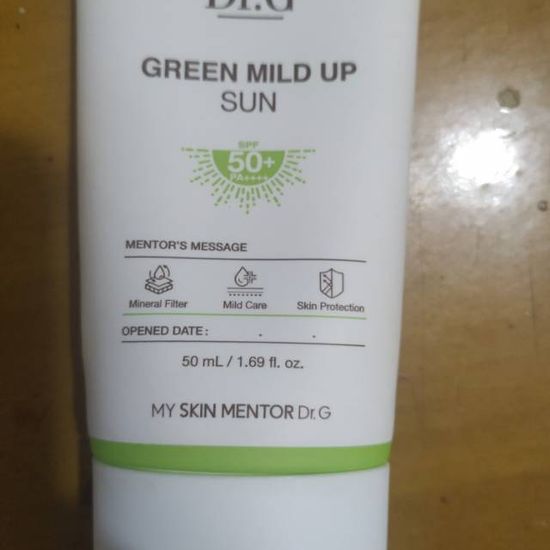 Dr.G
GREEN MILD UP
SUN
SPF
50+
PA++++
MENTOR'S MESSAGE
Mineral Filter
Mild Care
Skin Protection
OPENED DATE : . .
50 mL / 1.69 fl. oz.
MY SKIN MENTOR Dr.G